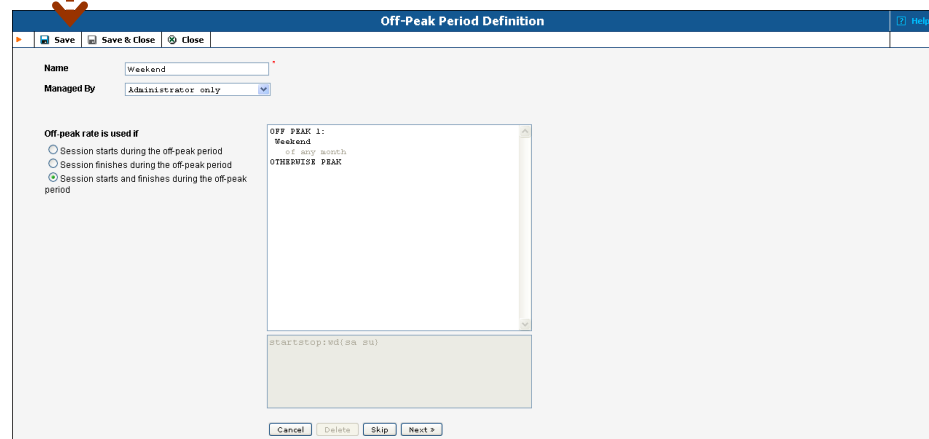 Off-Peak Period Definition
? Help
Save
Save & Close
Close
Name
Weekend
*
Managed By
Administrator only
Off-peak rate is used if
Session starts during the off-peak period
Session finishes during the off-peak period
Session starts and finishes during the off-peak
period
OFF PEAK 1:
Weekend
of any month
OTHERWISE PEAK
startstop:wd(sa su)
Cancel
Delete
Skip
Next »